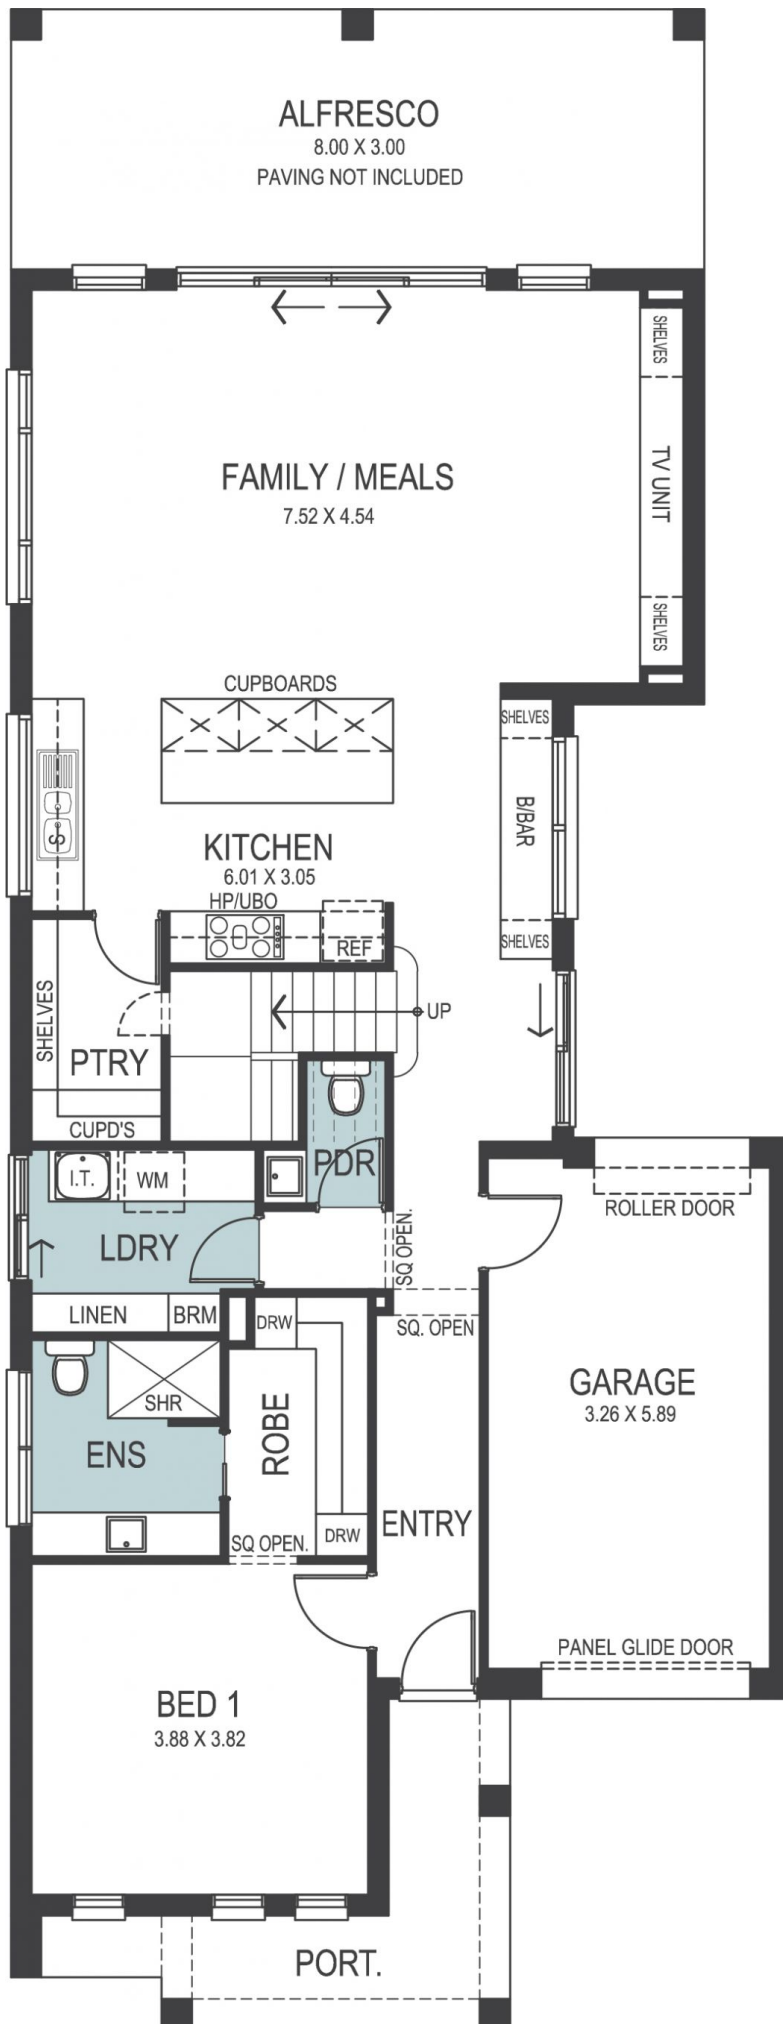 ALFRESCO
8.00 X 3.00
PAVING NOT INCLUDED
SHELVES
FAMILY / MEALS
7.52 X 4.54
TV UNIT
SHELVES
CUPBOARDS
SHELVES
S
B/BAR
KITCHEN
6.01 X 3.05
HP/UBO
REF
SHELVES
SHELVES
UP
PTRY
CUPD'S
I.T.
WM
PDR
LDRY
ROLLER DOOR
SQ OPEN.
LINEN
BRM
DRW
SQ. OPEN
SHR
ROBE
GARAGE
3.26 X 5.89
ENS
ENTRY
SQ OPEN.
DRW
PANEL GLIDE DOOR
BED 1
3.88 X 3.82
PORT.